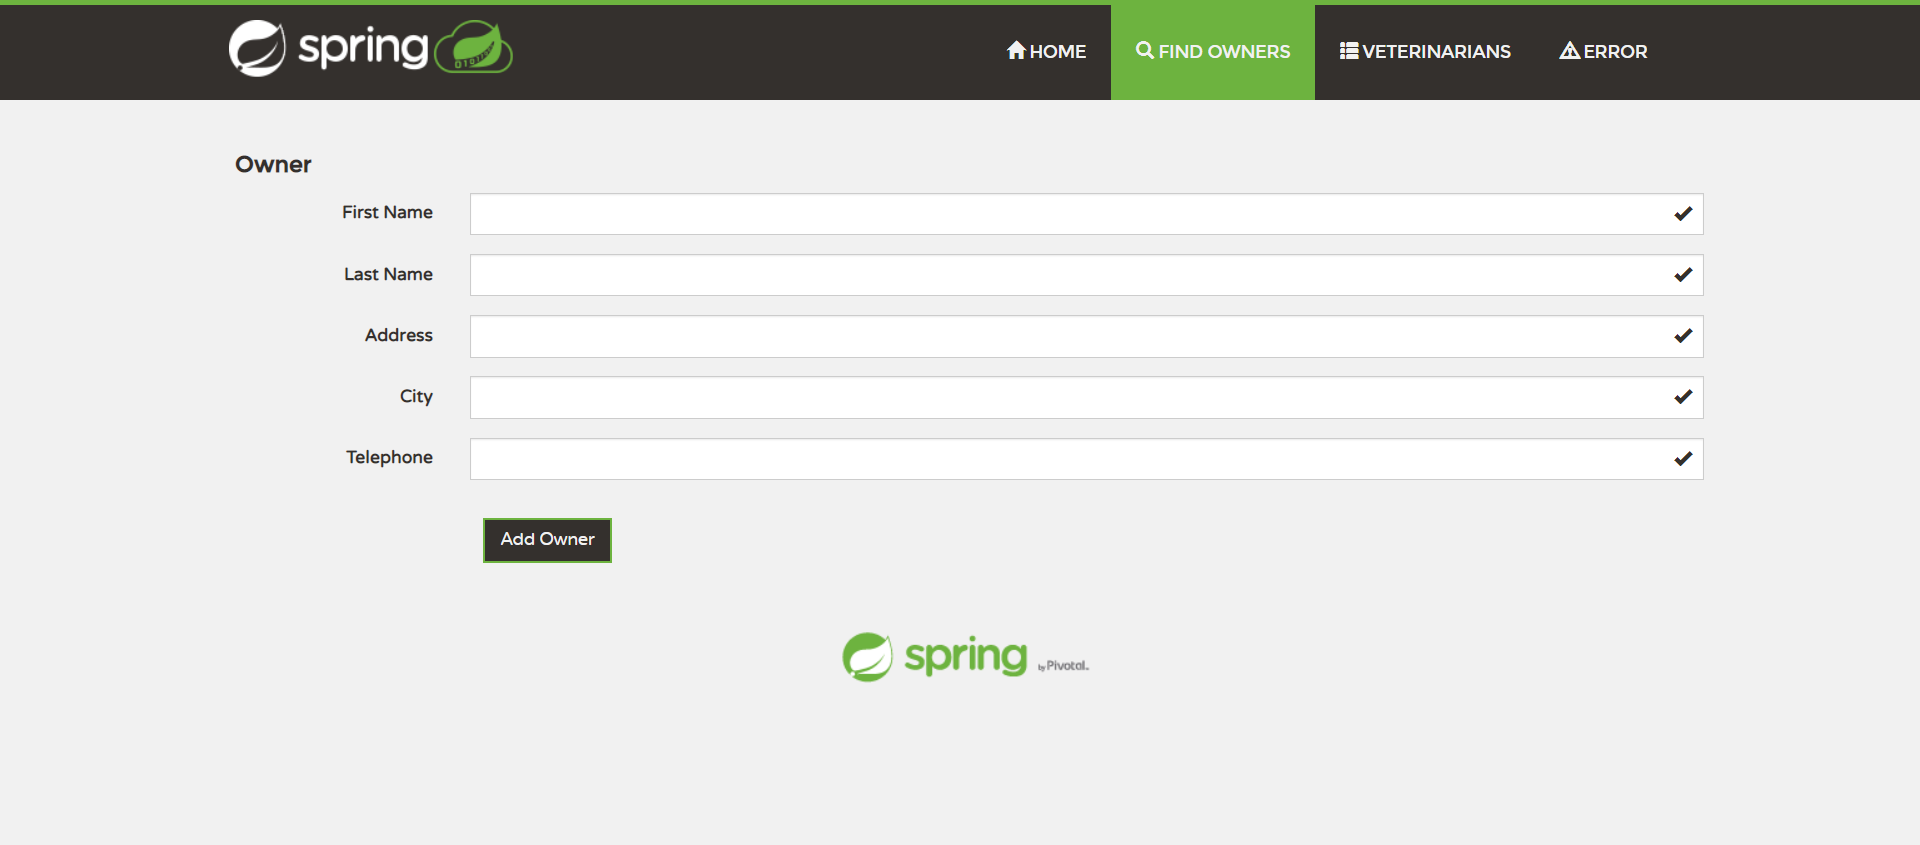 spring
HOME
FIND OWNERS
VETERINARIANS
ERROR
Owner
First Name
Last Name
Address
City
Telephone
Add Owner
spring by Pivotal